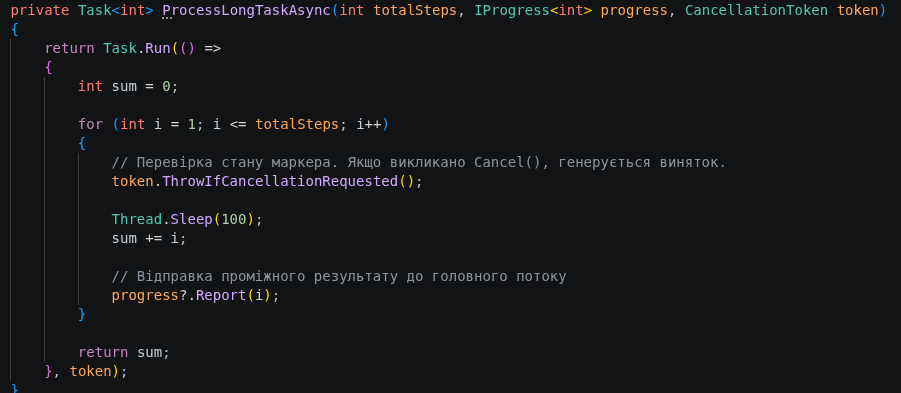 private Task<int> ProcessLongTaskAsync(int totalSteps, IProgress<int> progress, CancellationToken token)
{
    return Task.Run(() =>
    {
        int sum = 0;

        for (int i = 1; i <= totalSteps; i++)
        {
            // Перевірка стану маркера. Якщо викликано Cancel(), генерується виняток.
            token.ThrowIfCancellationRequested();

            Thread.Sleep(100);
            sum += i;

            // Відправка проміжного результату до головного потоку
            progress?.Report(i);
        }

        return sum;
    }, token);
}